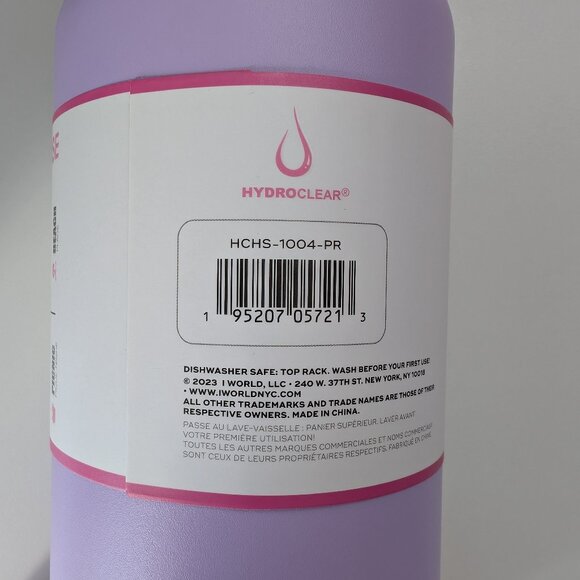 HYDROCLEAR®
HCHS-1004-PR
1 95207 05721 3
DISHWASHER SAFE: TOP RACK. WASH BEFORE YOUR FIRST USE!
© 2023 I WORLD, LLC • 240 W. 37TH ST. NEW YORK, NY 10018
• WWW.IWORLDNYC.COM
ALL OTHER TRADEMARKS AND TRADE NAMES ARE THOSE OF THEIR
RESPECTIVE OWNERS. MADE IN CHINA.
PASSE AU LAVE-VAISSELLE : PANIER SUPÉRIEUR. LAVER AVANT
VOTRE PREMIÈRE UTILISATION!
TOUTES LES AUTRES MARQUES COMMERCIALES ET NOMS COMMERCIAUX
SONT CEUX DE LEURS PROPRIÉTAIRES RESPECTIFS. FABRIQUÉ EN CHINE.
SE
BEACH
PICNIC